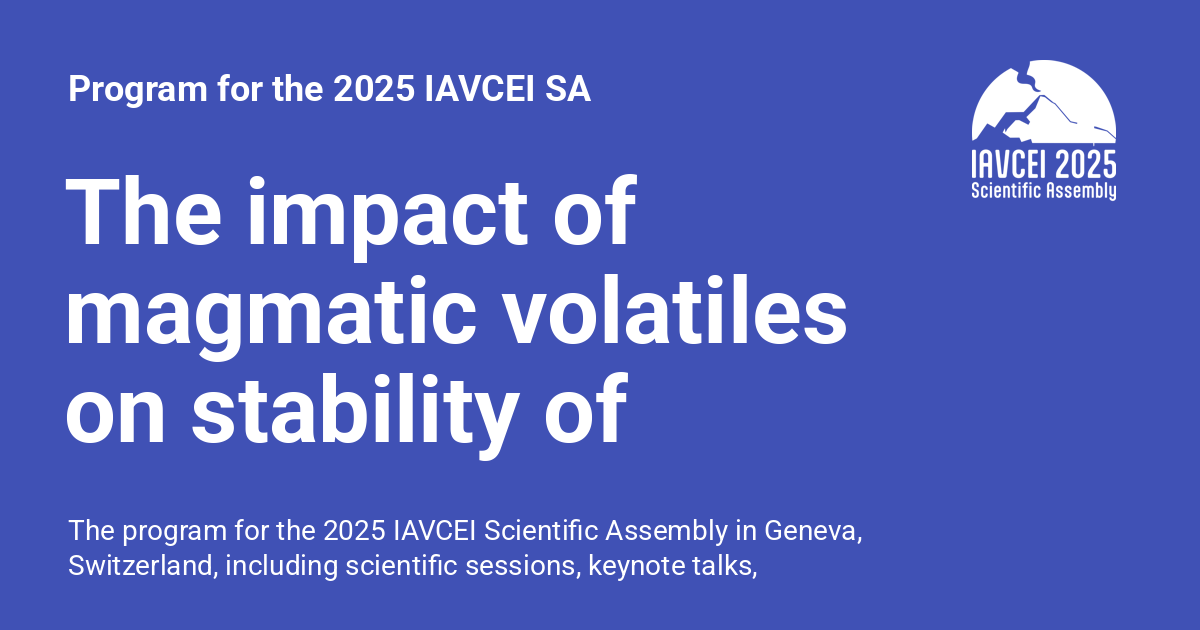 Program for the 2025 IAVCEI SA
IAVCEI 2025
Scientific Assembly
The impact of
magmatic volatiles
on stability of
The program for the 2025 IAVCEI Scientific Assembly in Geneva,
Switzerland, including scientific sessions, keynote talks,